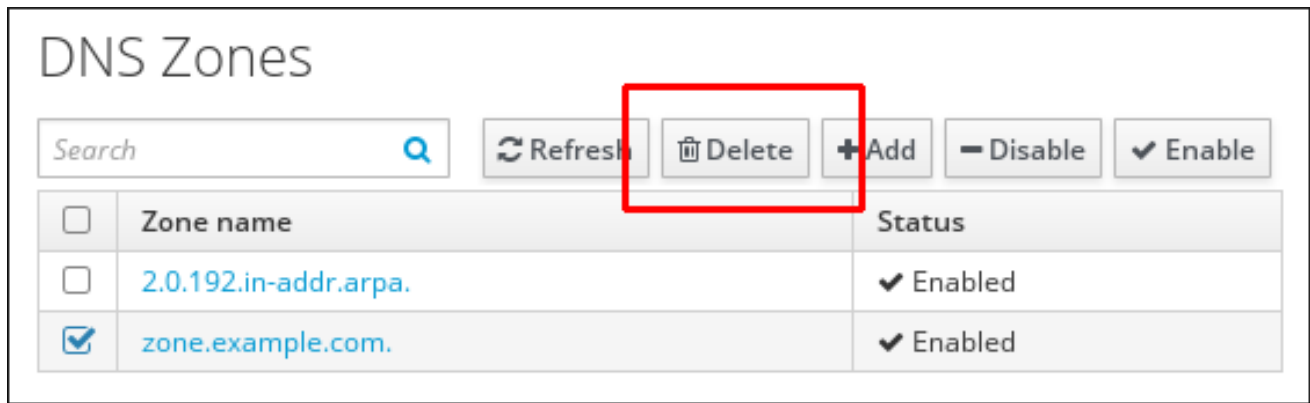 DNS Zones
Search Refresh Delete Add Disable Enable
Zone name Status
2.0.192.in-addr.arpa. Enabled
zone.example.com. Enabled